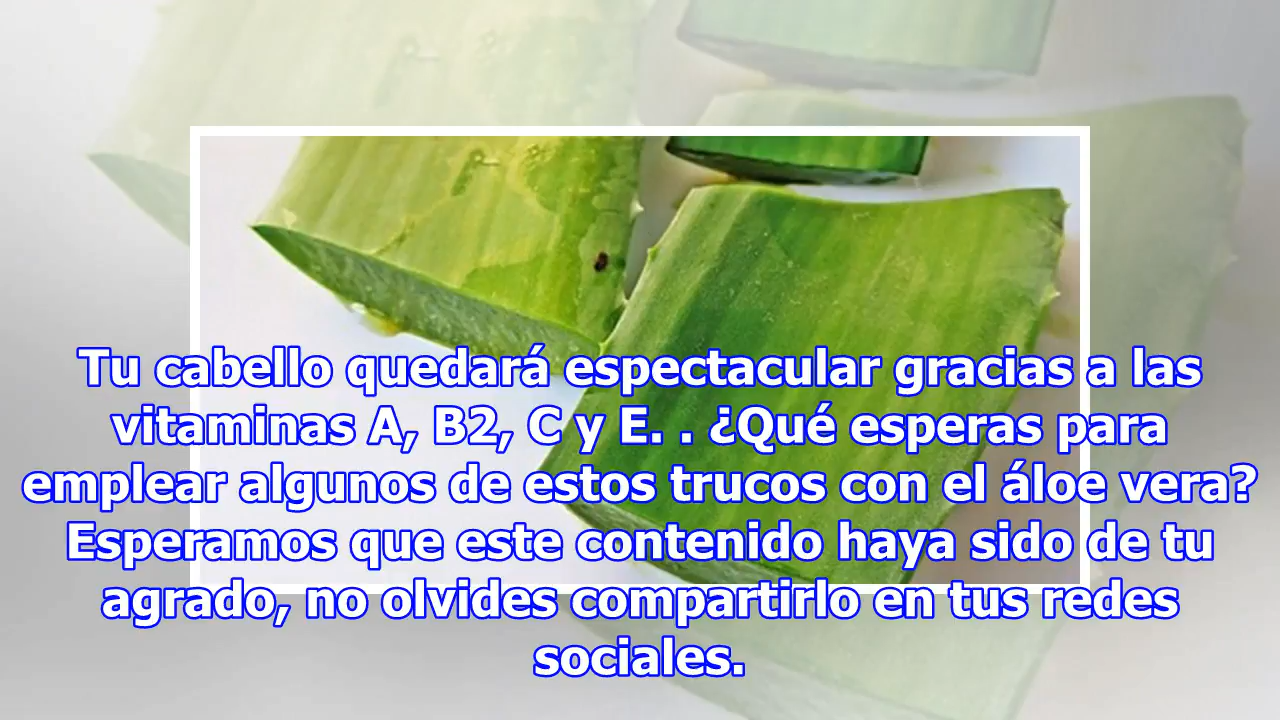 Tu cabello quedará espectacular gracias a las
vitaminas A, B2, C y E. . ¿Qué esperas para
emplear algunos de estos trucos con el áloe vera?
Esperamos que este contenido haya sido de tu
agrado, no olvides compartirlo en tus redes
sociales.